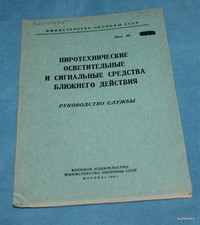 МИНИСТЕРСТВО ОБОРОНЫ СССР
ПИРОТЕХНИЧЕСКИЕ
ОСВЕТИТЕЛЬНЫЕ
И СИГНАЛЬНЫЕ СРЕДСТВА
БЛИЖНЕГО ДЕЙСТВИЯ
РУКОВОДСТВО СЛУЖБЫ
ВОЕННОЕ ИЗДАТЕЛЬСТВО
МИНИСТЕРСТВА ОБОРОНЫ СССР
МОСКВА